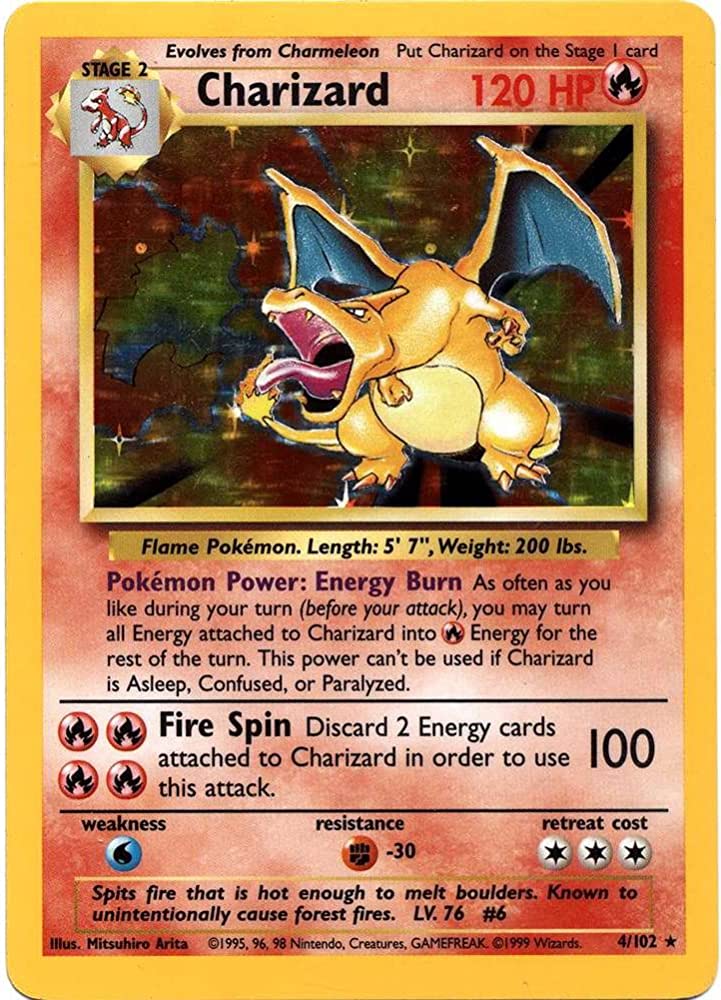 Evolves from Charmeleon Put Charizard on the Stage 1 card
STAGE 2
Charizard 120 HP
Flame Pokémon. Length: 5' 7", Weight: 200 lbs.
Pokémon Power: Energy Burn As often as you
like during your turn (before your attack), you may turn
all Energy attached to Charizard into Energy for the
rest of the turn. This power can't be used if Charizard
is Asleep, Confused, or Paralyzed.
Fire Spin Discard 2 Energy cards
attached to Charizard in order to use
this attack.
100
weakness resistance retreat cost
-30
Spits fire that is hot enough to melt boulders. Known to
unintentionally cause forest fires. LV. 76 #6
Illus. Mitsuhiro Arita ©1995, 96, 98 Nintendo, Creatures, GAMEFREAK. ©1999 Wizards. 4/102 ★